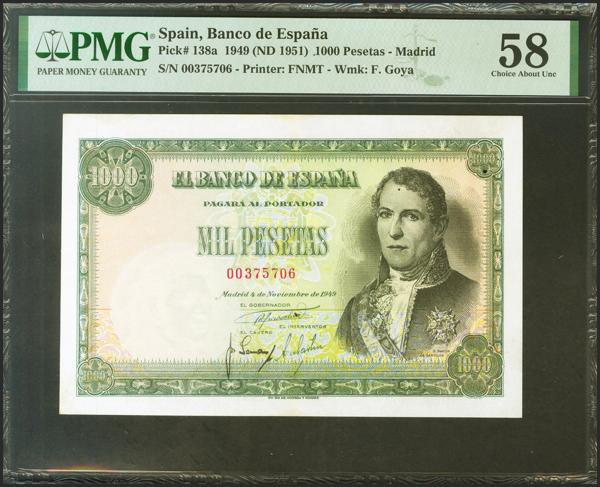 PMG
PAPER MONEY GUARANTY
Spain, Banco de España
Pick# 138a 1949 (ND 1951) ,1000 Pesetas - Madrid
S/N 00375706 - Printer: FNMT - Wmk: F. Goya
58
Choice About Unc
1000
1000
EL BANCO DE ESPAÑA
PAGARÁ AL PORTADOR
MIL PESETAS
00375706
Madrid 4 de Noviembre de 1949
EL GOBERNADOR
EL CAJERO
EL INTERVENTOR
1000
1000